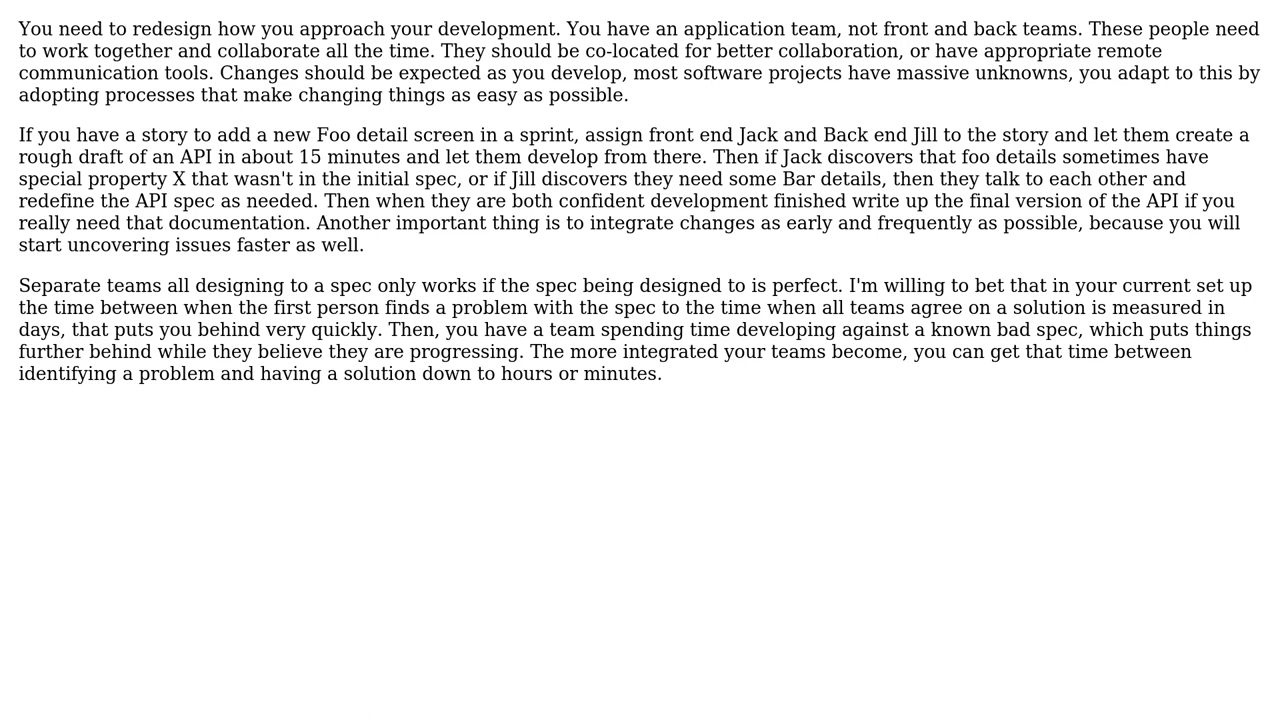 You need to redesign how you approach your development. You have an application team, not front and back teams. These people need
to work together and collaborate all the time. They should be co-located for better collaboration, or have appropriate remote
communication tools. Changes should be expected as you develop, most software projects have massive unknowns, you adapt to this by
adopting processes that make changing things as easy as possible.
If you have a story to add a new Foo detail screen in a sprint, assign front end Jack and Back end Jill to the story and let them create a
rough draft of an API in about 15 minutes and let them develop from there. Then if Jack discovers that foo details sometimes have
special property X that wasn't in the initial spec, or if Jill discovers they need some Bar details, then they talk to each other and
redefine the API spec as needed. Then when they are both confident development finished write up the final version of the API if you
really need that documentation. Another important thing is to integrate changes as early and frequently as possible, because you will
start uncovering issues faster as well.
Separate teams all designing to a spec only works if the spec being designed to is perfect. I'm willing to bet that in your current set up
the time between when the first person finds a problem with the spec to the time when all teams agree on a solution is measured in
days, that puts you behind very quickly. Then, you have a team spending time developing against a known bad spec, which puts things
further behind while they believe they are progressing. The more integrated your teams become, you can get that time between
identifying a problem and having a solution down to hours or minutes.